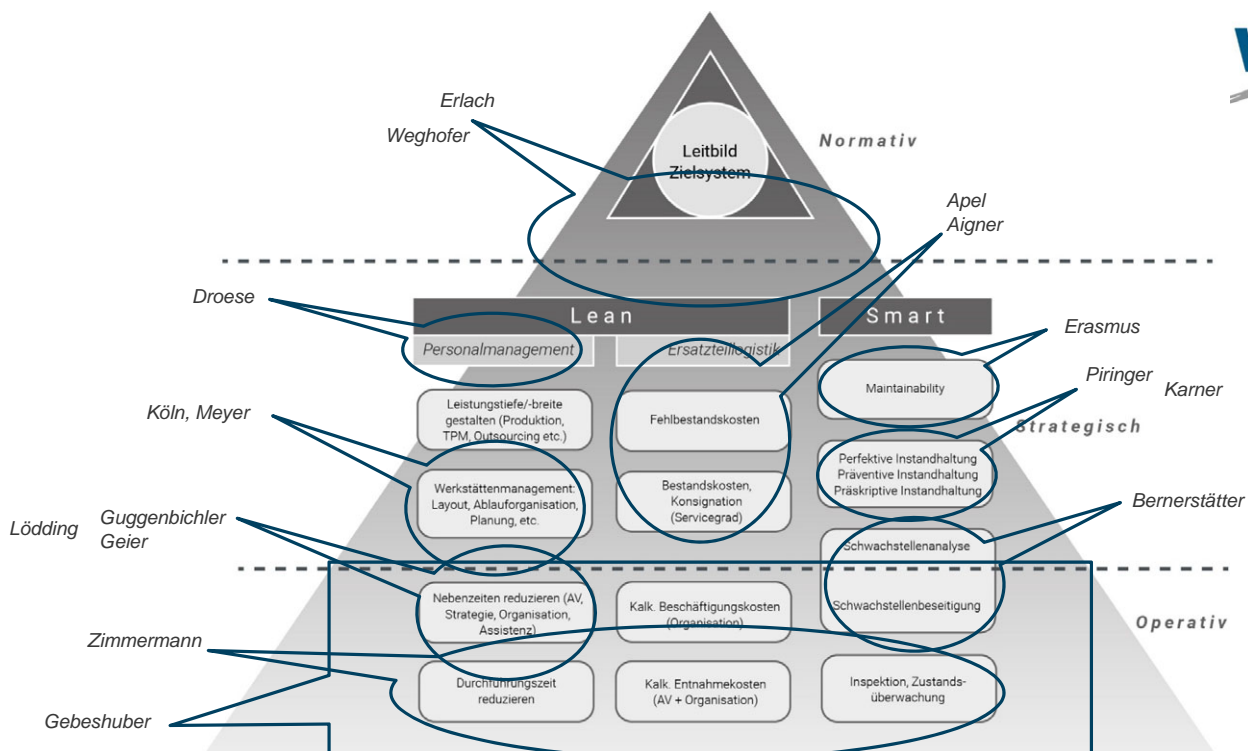 Erlach
Weghofer
Leitbild
Zielsystem
Normativ
Apel
Aigner
Droese
Lean
Smart
Personalmanagement
Ersatzteillogistik
Erasmus
Piringer
Karner
Köln, Meyer
Leistungstiefe/-breite
gestalten (Produktion,
TPM, Outsourcing etc.)
Fehlbestandskosten
Maintainability
Strategisch
Werkstättenmanagement:
Layout, Ablauforganisation,
Planung, etc.
Bestandskosten,
Konsignation
(Servicegrad)
Perfektive Instandhaltung
Präventive Instandhaltung
Präskriptive Instandhaltung
Bernerstätter
Lödding
Guggenbichler
Geier
Schwachstellenanalyse
Nebenzeiten reduzieren (AV,
Strategie, Organisation,
Assistenz)
Kalk. Beschäftigungskosten
(Organisation)
Schwachstellenbeseitigung
Operativ
Zimmermann
Durchführungszeit
reduzieren
Kalk. Entnahmekosten
(AV + Organisation)
Inspektion, Zustands-
überwachung
Gebeshuber